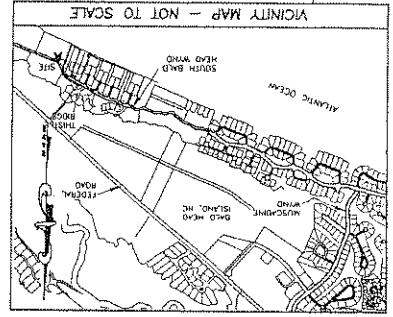 VICINITY MAP - NOT TO SCALE
SITE
SOUTH BALD
HEAD WYND
ATLANTIC OCEAN
RIDGE
FEDERAL
ROAD
BALD HEAD
ISLAND, NC
MUSCADINE
WYND